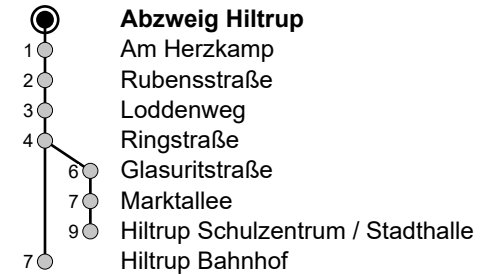 Abzweig Hiltrup
1 Am Herzkamp
2 Rubensstraße
3 Loddenweg
4 Ringstraße
6 Glasuritstraße
7 Marktallee
9 Hiltrup Schulzentrum / Stadthalle
7 Hiltrup Bahnhof